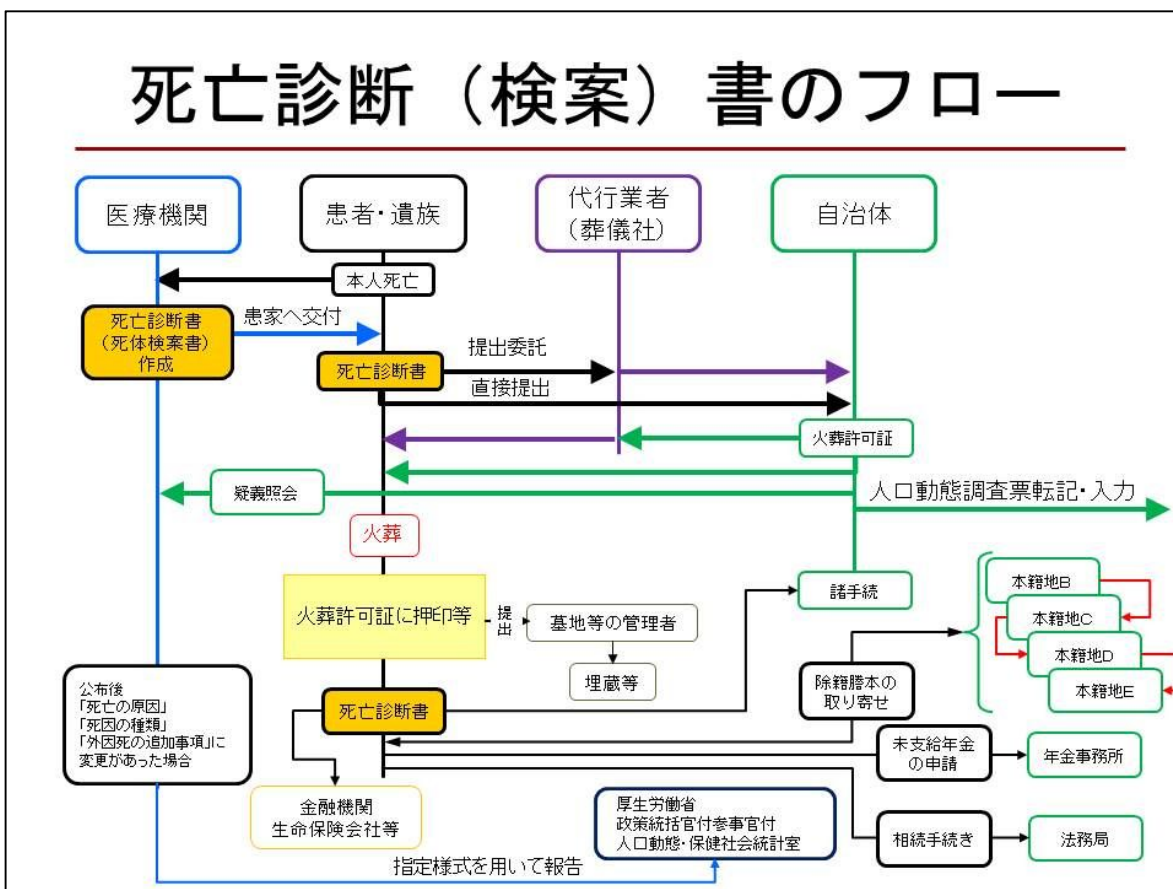 死亡診断（検案）書のフロー
医療機関
患者・遺族
代行業者
（葬儀社）
自治体
本人死亡
死亡診断書
（死体検案書）
作成
患家へ交付
死亡診断書
提出委託
直接提出
火葬許可証
疑義照会
人口動態調査票転記・入力
火葬
諸手続
火葬許可証に押印等
提出
墓地等の管理者
埋蔵等
本籍地B
本籍地C
本籍地D
本籍地E
公布後
「死亡の原因」
「死因の種類」
「外因死の追加事項」に
変更があった場合
死亡診断書
除籍謄本の
取り寄せ
未支給年金
の申請
年金事務所
金融機関
生命保険会社等
厚生労働省
政策統括官付参事官付
人口動態・保健社会統計室
相続手続き
法務局
指定様式を用いて報告